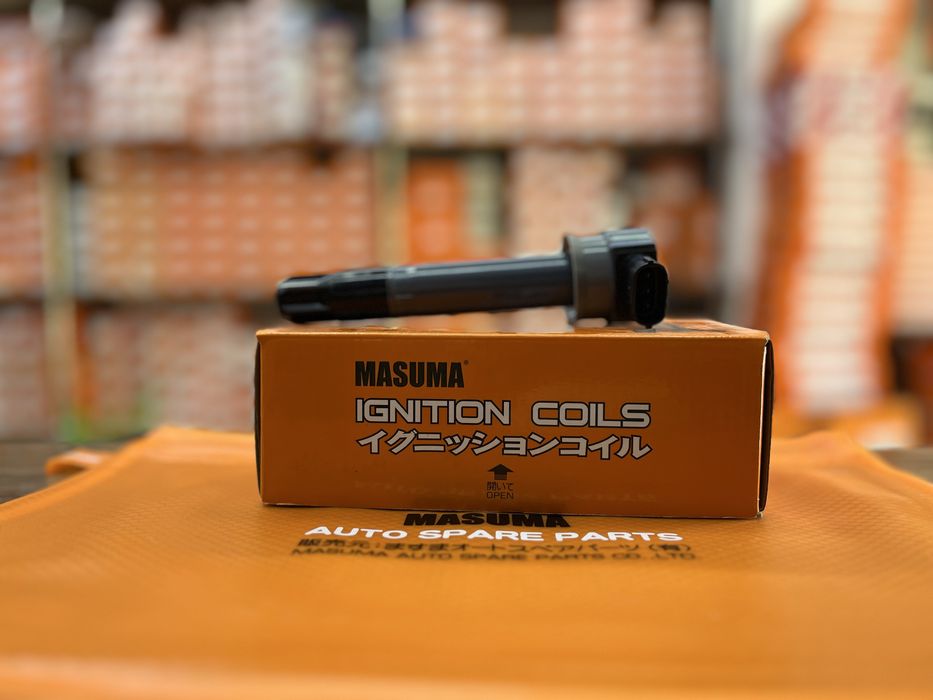 MASUMA®
IGNITION COILS
イグニッションコイル
開いて
OPEN
MASUMA
AUTO SPARE PARTS
販売元:ますまオートスペアパーツ(有)
MASUMA AUTO SPARE PARTS CO.,LTD.